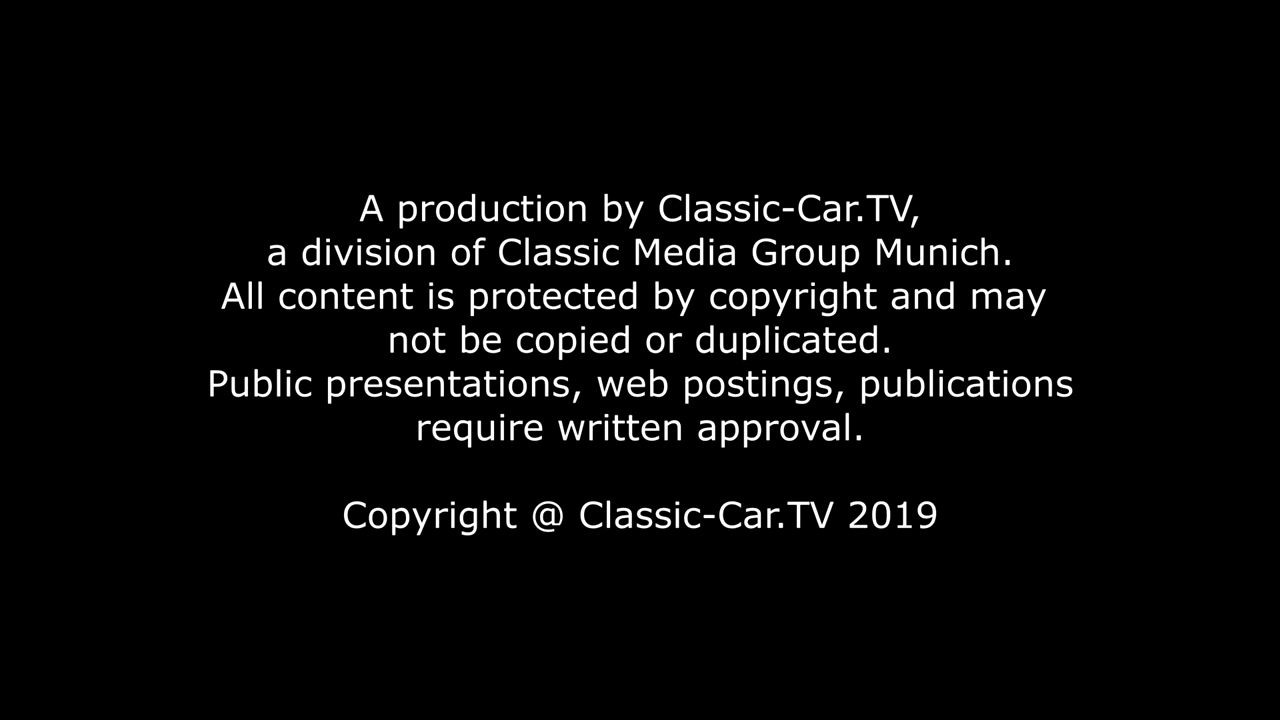 A production by Classic-Car.TV,
a division of Classic Media Group Munich.
All content is protected by copyright and may
not be copied or duplicated.
Public presentations, web postings, publications
require written approval.
Copyright @ Classic-Car.TV 2019